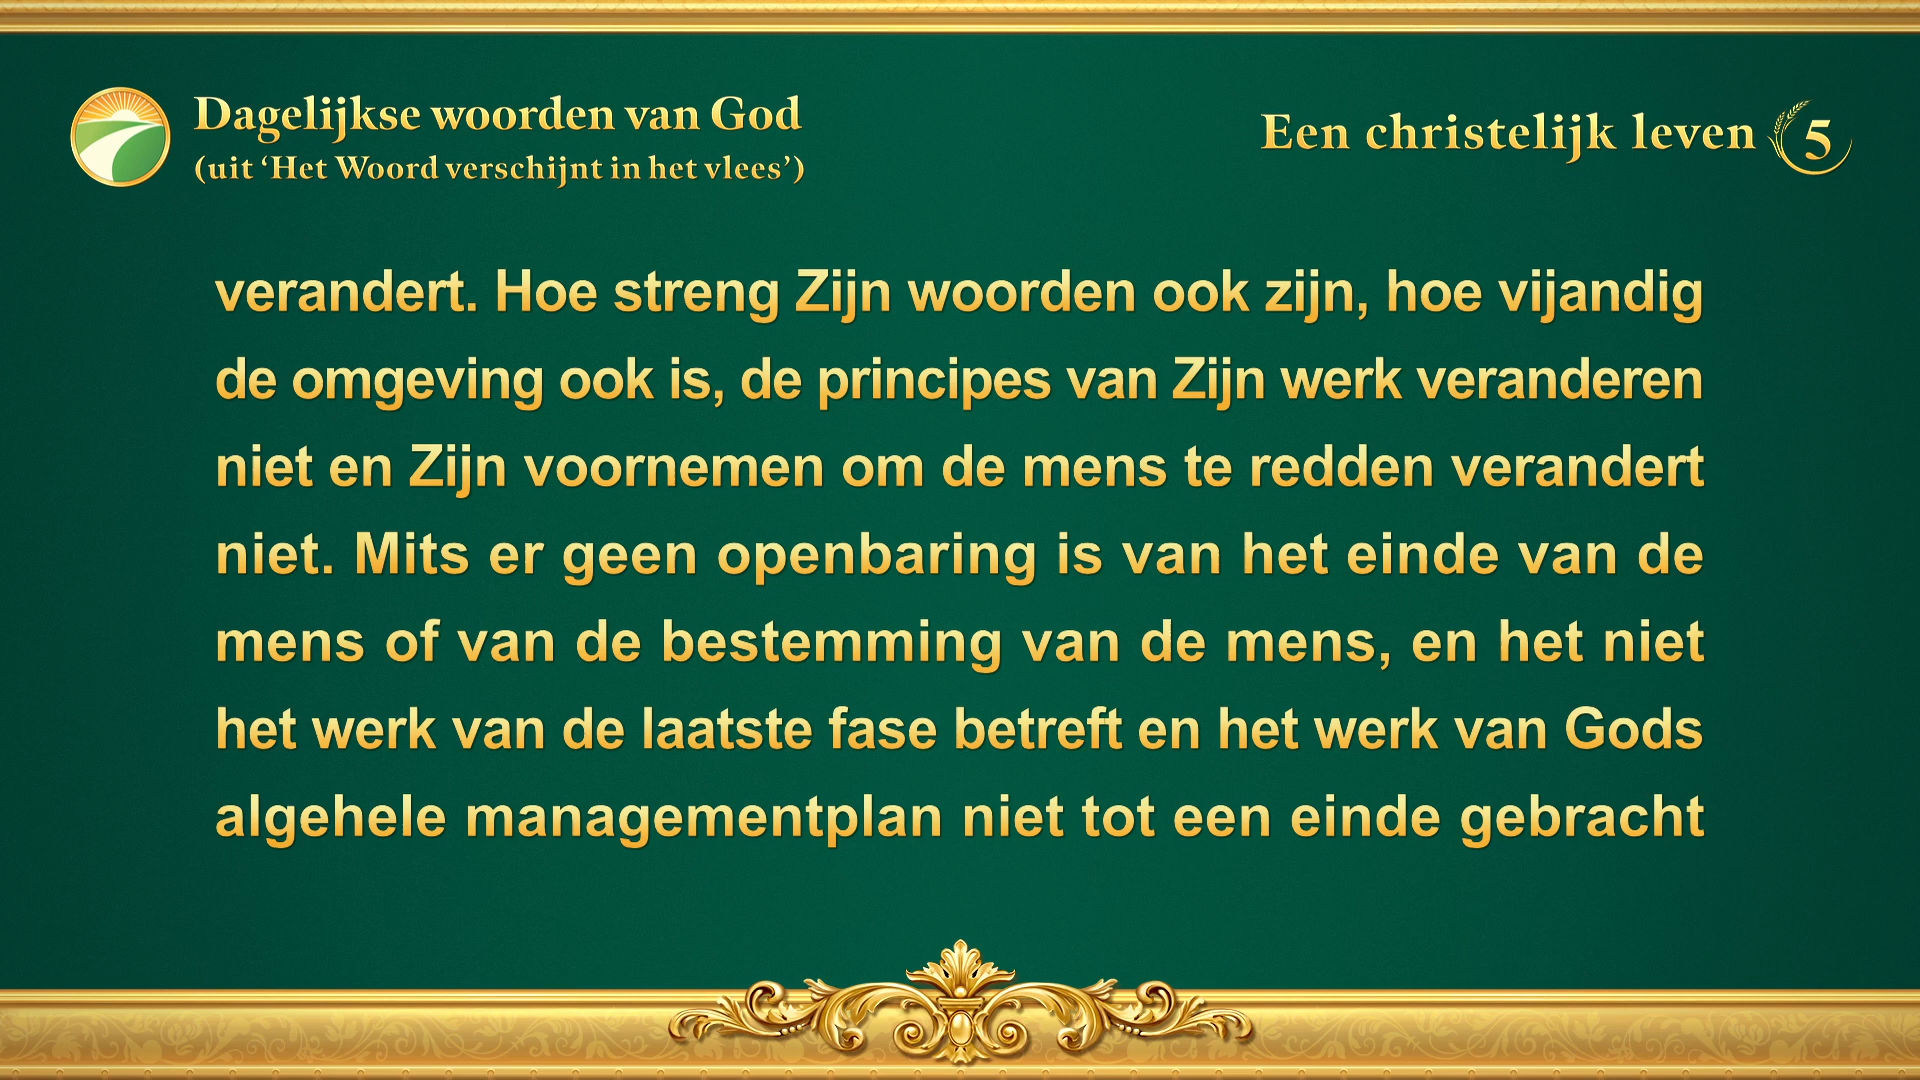 Dagelijkse woorden van God
(uit ‘Het Woord verschijnt in het vlees’)
Een christelijk leven 5
verandert. Hoe streng Zijn woorden ook zijn, hoe vijandig
de omgeving ook is, de principes van Zijn werk veranderen
niet en Zijn voornemen om de mens te redden verandert
niet. Mits er geen openbaring is van het einde van de
mens of van de bestemming van de mens, en het niet
het werk van de laatste fase betreft en het werk van Gods
algehele managementplan niet tot een einde gebracht